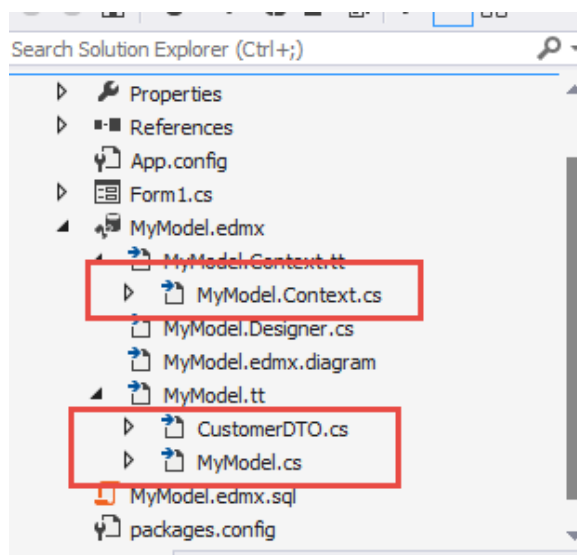 Search Solution Explorer (Ctrl+;)
Properties
References
App.config
Form1.cs
MyModel.edmx
MyModel.Context.tt
MyModel.Context.cs
MyModel.Designer.cs
MyModel.edmx.diagram
MyModel.tt
CustomerDTO.cs
MyModel.cs
MyModel.edmx.sql
packages.config